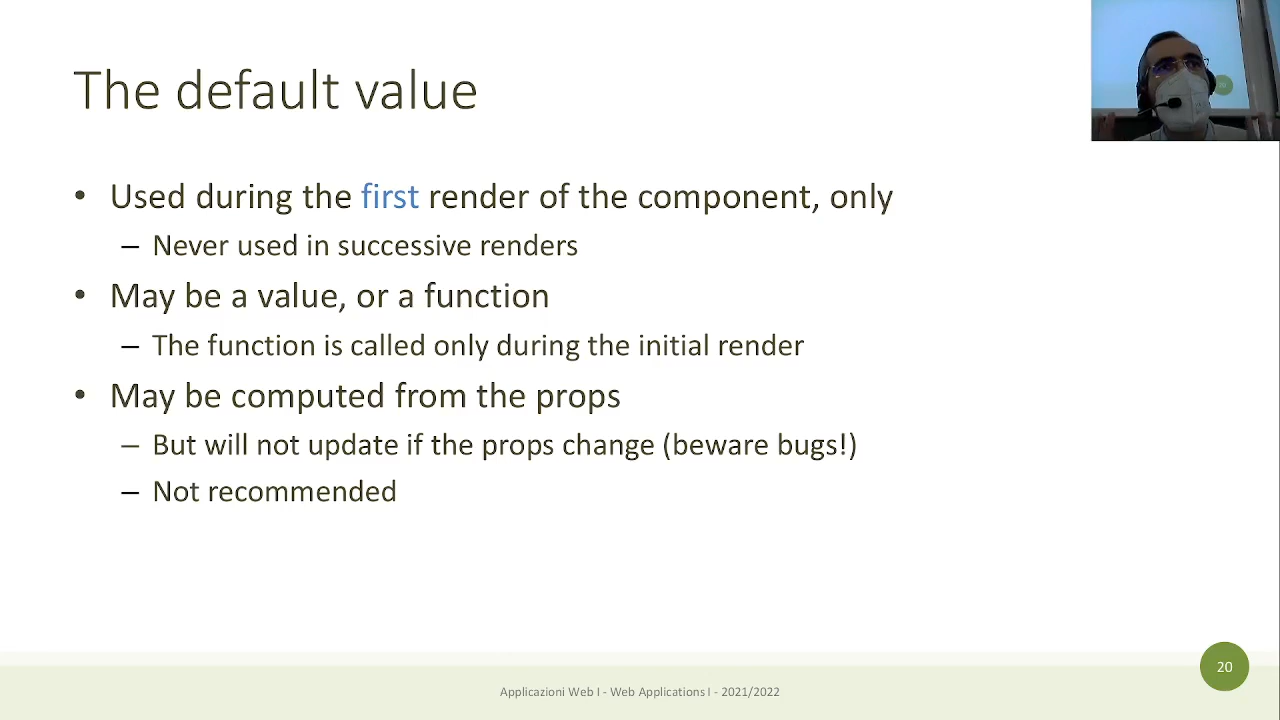 The default value
• Used during the first render of the component, only
– Never used in successive renders
• May be a value, or a function
– The function is called only during the initial render
• May be computed from the props
– But will not update if the props change (beware bugs!)
– Not recommended
20
Applicazioni Web I - Web Applications I - 2021/2022